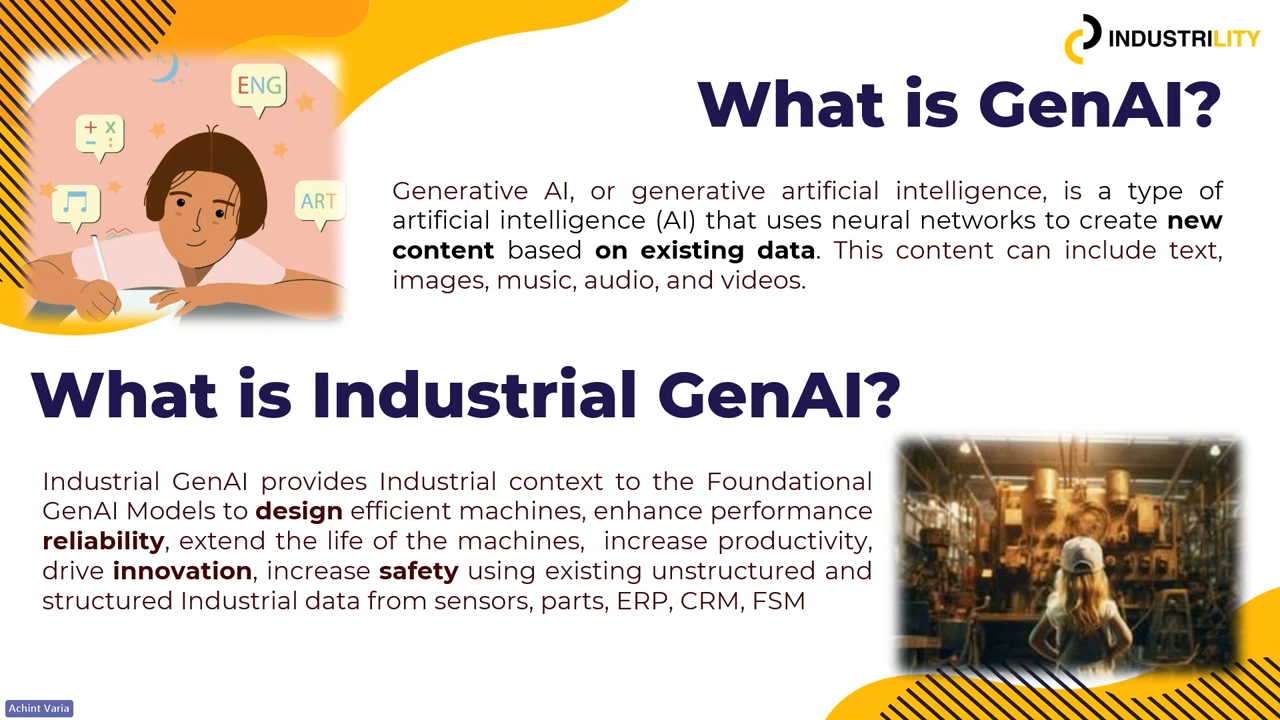 INDUSTRILITY
What is GenAI?
ENG
+ x
- :
ART
Generative AI, or generative artificial intelligence, is a type of
artificial intelligence (AI) that uses neural networks to create new
content based on existing data. This content can include text,
images, music, audio, and videos.
What is Industrial GenAI?
Industrial GenAI provides Industrial context to the Foundational
GenAI Models to design efficient machines, enhance performance
reliability, extend the life of the machines, increase productivity,
drive innovation, increase safety using existing unstructured and
structured Industrial data from sensors, parts, ERP, CRM, FSM
Achint Varia